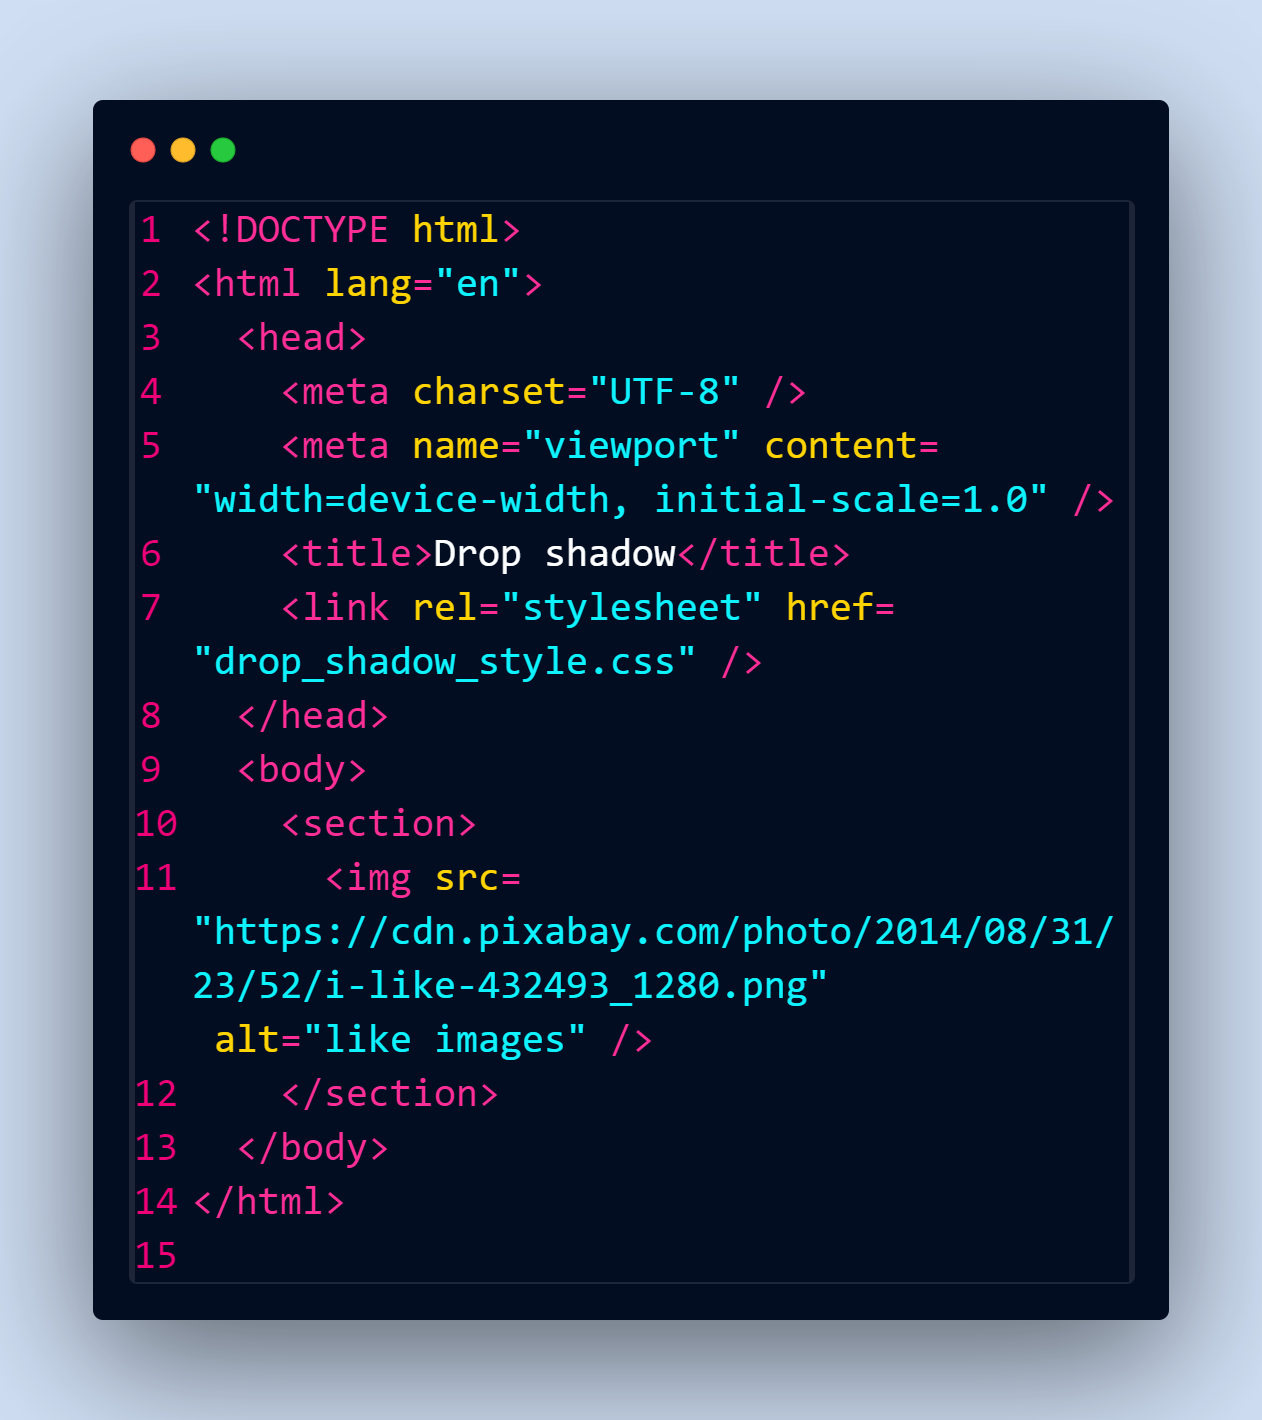 1 <!DOCTYPE html>
2 <html lang="en">
3   <head>
4     <meta charset="UTF-8" />
5     <meta name="viewport" content=
"width=device-width, initial-scale=1.0" />
6     <title>Drop shadow</title>
7     <link rel="stylesheet" href=
"drop_shadow_style.css" />
8   </head>
9   <body>
10     <section>
11       <img src=
"https://cdn.pixabay.com/photo/2014/08/31/
23/52/i-like-432493_1280.png"
 alt="like images" />
12     </section>
13   </body>
14 </html>
15